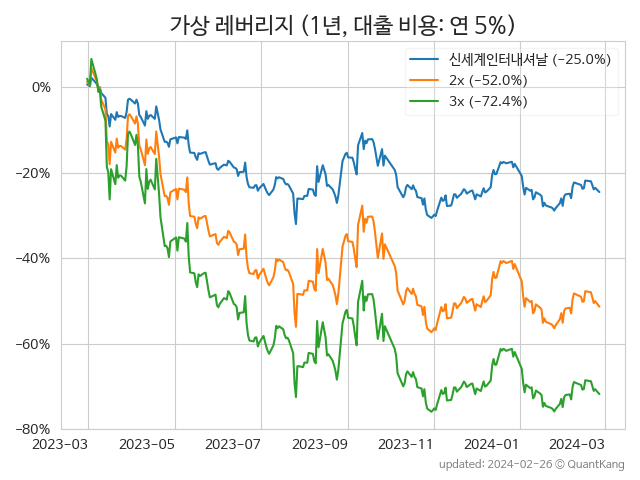 가상 레버리지 (1년, 대출 비용: 연 5%)
신세계인터내셔날 (−25.0%)
2x (−52.0%)
3x (−72.4%)
0%
−20%
−40%
−60%
−80%
2023−03 2023−05 2023−07 2023−09 2023−11 2024−01 2024−03
updated: 2024−02−26 © QuantKang